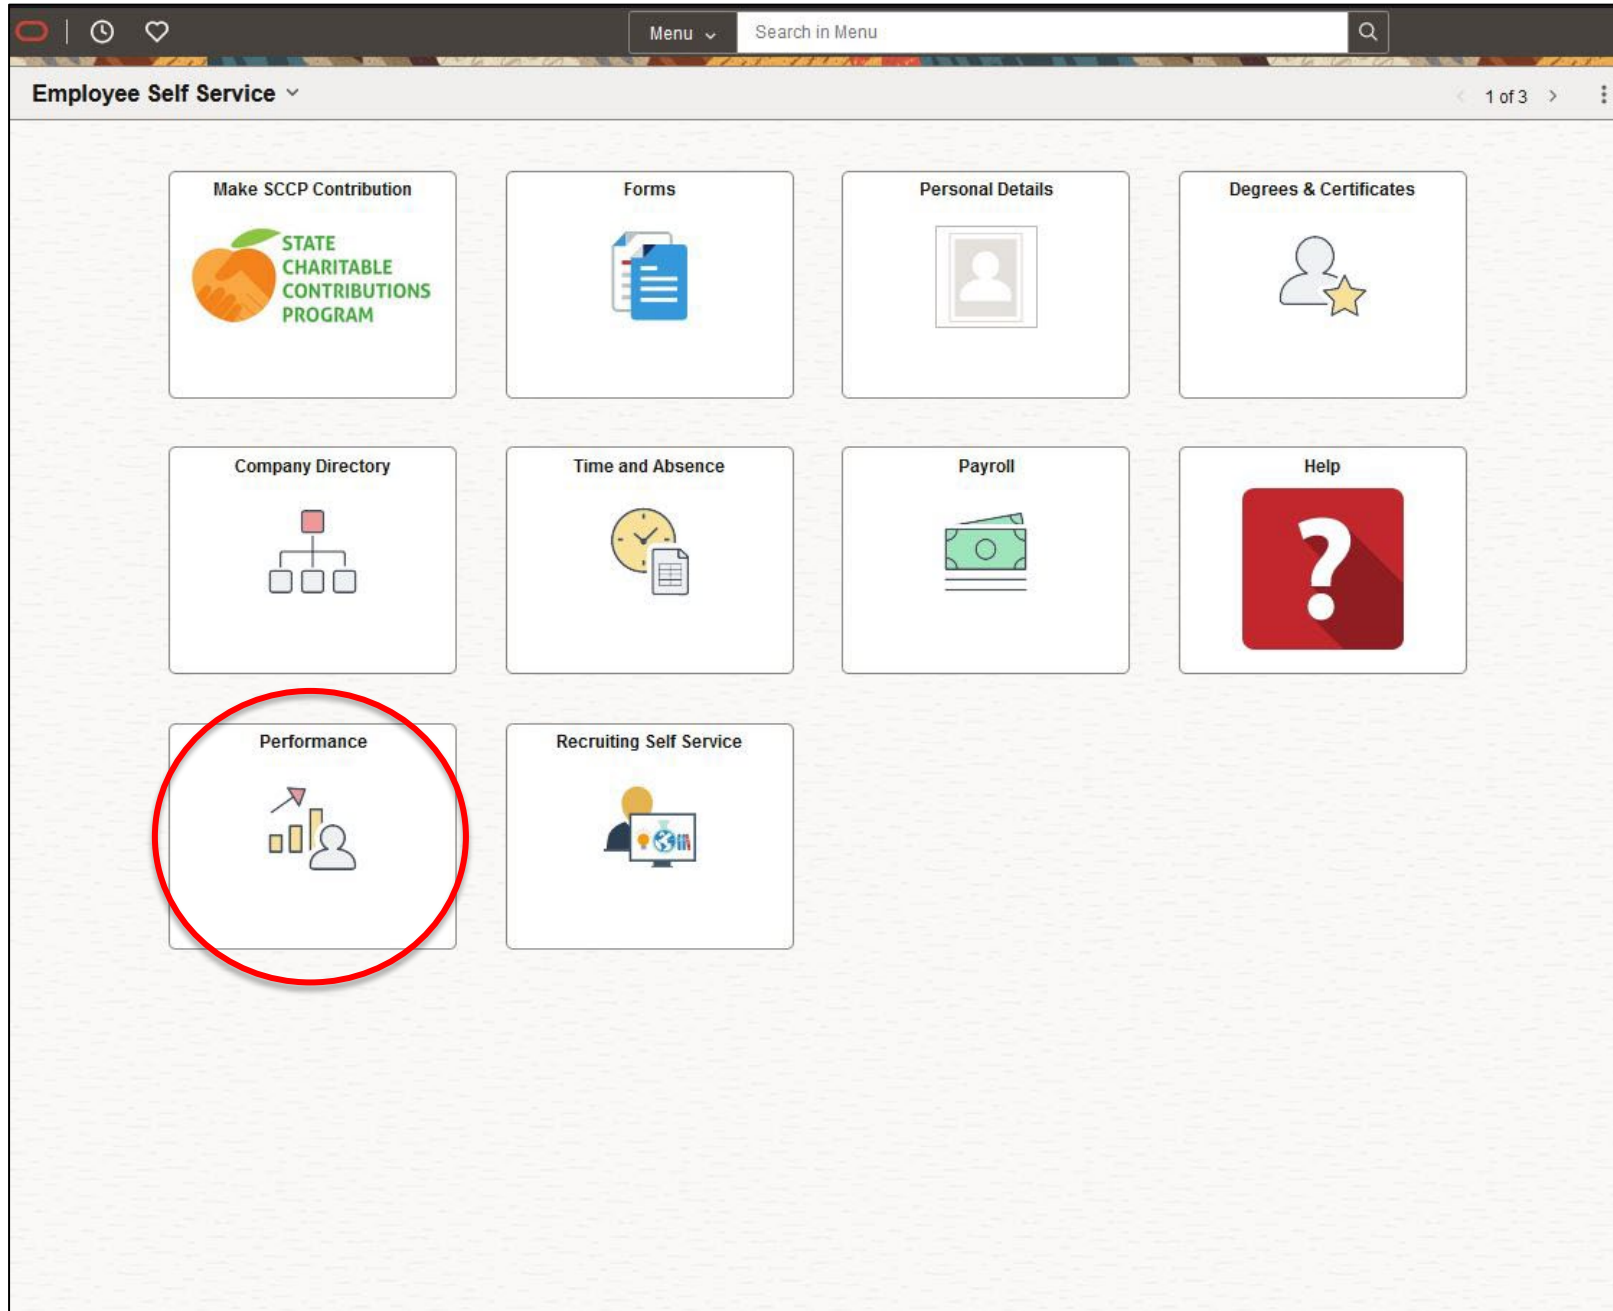 Menu
Search in Menu
Employee Self Service
1 of 3
Make SCCP Contribution
STATE
CHARITABLE
CONTRIBUTIONS
PROGRAM
Forms
Personal Details
Degrees & Certificates
Company Directory
Time and Absence
Payroll
Help
?
Performance
Recruiting Self Service